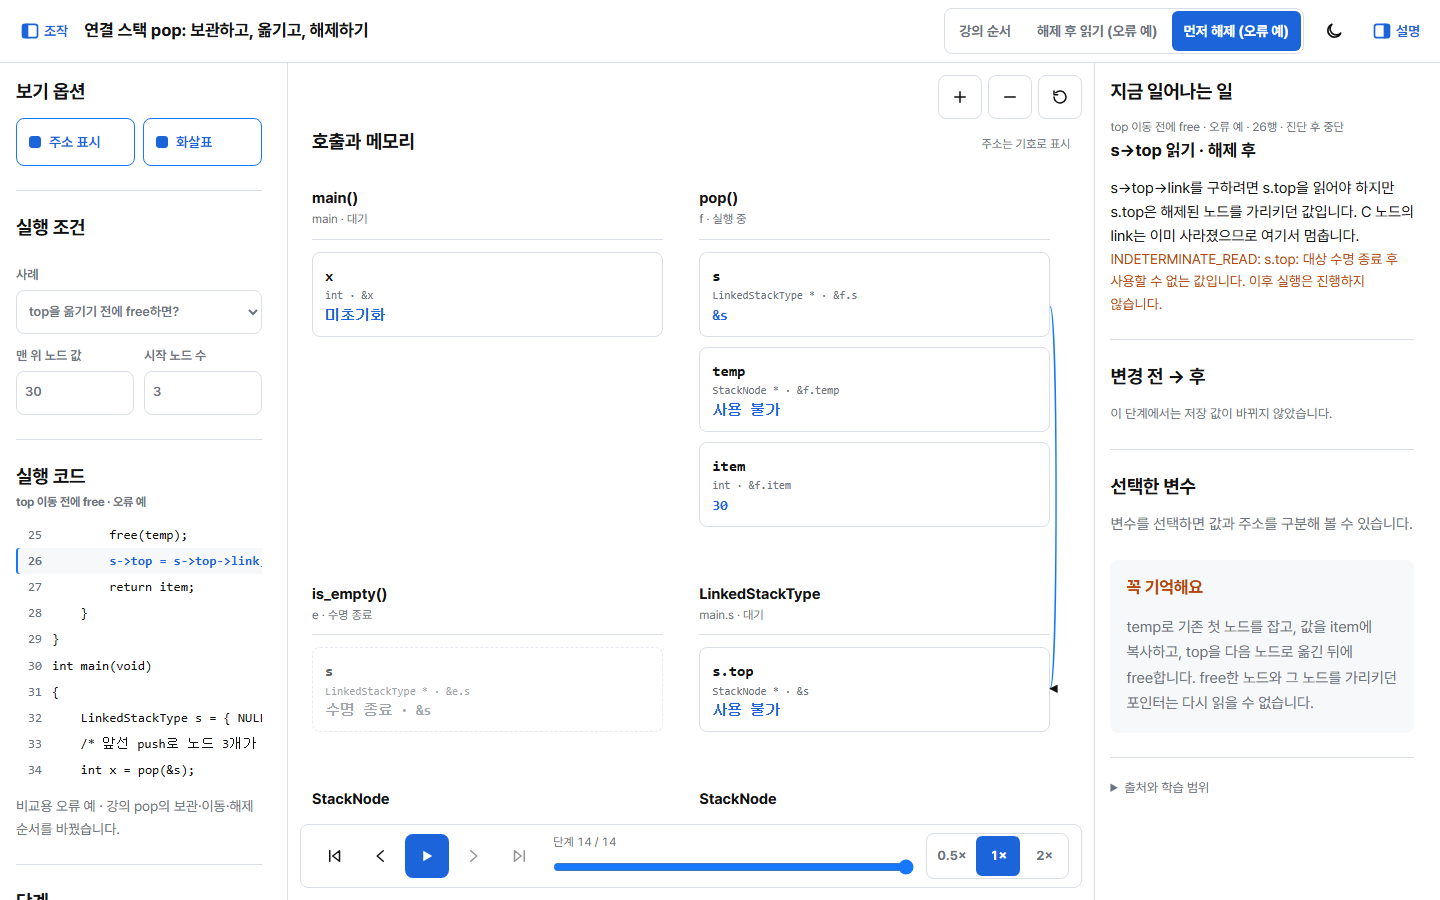 조작
연결 스택 pop: 보관하고, 옮기고, 해제하기
강의 순서
해제 후 읽기 (오류 예)
먼저 해제 (오류 예)
설명
보기 옵션
주소 표시
화살표
실행 조건
사례
top을 옮기기 전에 free하면?
맨 위 노드 값
시작 노드 수
30
3
실행 코드
top 이동 전에 free · 오류 예
25 free(temp);
26 s->top = s->top->link;
27 return item;
28 }
29 }
30 int main(void)
31 {
32 LinkedStackType s = { NULL
33 /* 앞선 push로 노드 3개가
34 int x = pop(&s);
비교용 오류 예 · 강의 pop의 보관·이동·해제
순서를 바꿨습니다.
단계
호출과 메모리
주소는 기호로 표시
main()
main · 대기
x
int · &x
미초기화
pop()
f · 실행 중
s
LinkedStackType * · &f.s
&s
temp
StackNode * · &f.temp
사용 불가
item
int · &f.item
30
is_empty()
e · 수명 종료
s
LinkedStackType * · &e.s
수명 종료 · &s
LinkedStackType
main.s · 대기
s.top
StackNode * · &s
사용 불가
StackNode
StackNode
단계 14 / 14
0.5×
1×
2×
지금 일어나는 일
top 이동 전에 free · 오류 예 · 26행 · 진단 후 중단
s→top 읽기 · 해제 후
s→top→link를 구하려면 s.top을 읽어야 하지만
s.top은 해제된 노드를 가리키던 값입니다. C 노드의
link는 이미 사라졌으므로 여기서 멈춥니다.
INDETERMINATE_READ: s.top: 대상 수명 종료 후
사용할 수 없는 값입니다. 이후 실행은 진행하지
않습니다.
변경 전 → 후
이 단계에서는 저장 값이 바뀌지 않았습니다.
선택한 변수
변수를 선택하면 값과 주소를 구분해 볼 수 있습니다.
꼭 기억해요
temp로 기존 첫 노드를 잡고, 값을 item에
복사하고, top을 다음 노드로 옮긴 뒤에
free합니다. free한 노드와 그 노드를 가리키던
포인터는 다시 읽을 수 없습니다.
출처와 학습 범위